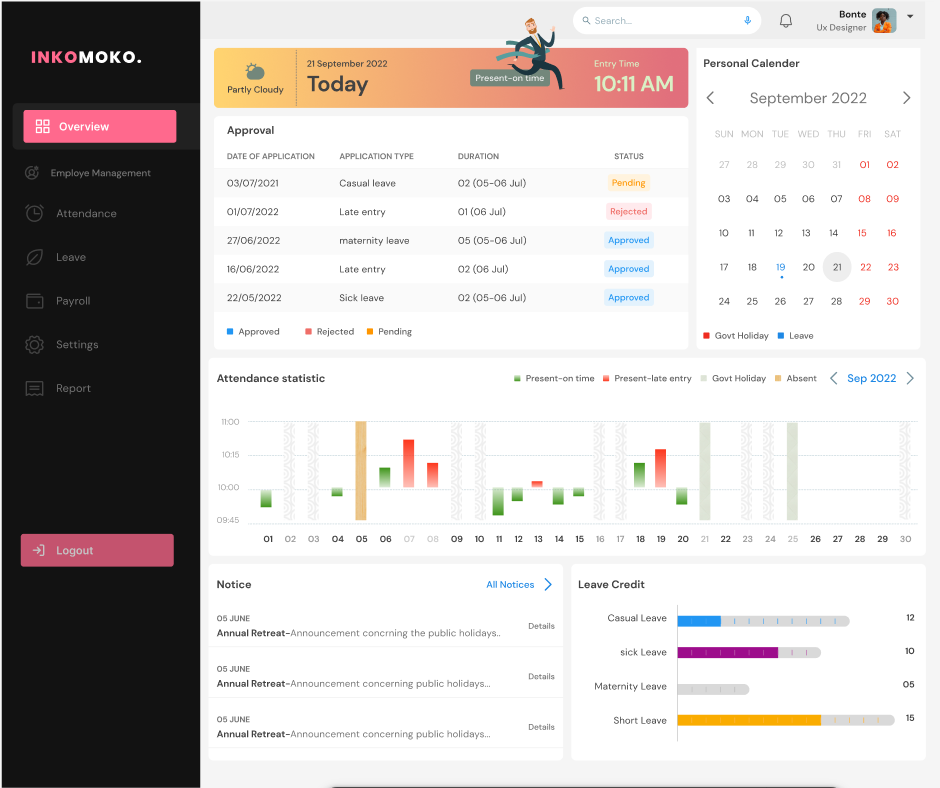 INKOMOKO.
Overview
Employe Management
Attendance
Leave
Payroll
Settings
Report
Logout
Search...
Bonte
Ux Designer
Partly Cloudy
21 September 2022
Today
Present-on time
Entry Time
10:11 AM
Approval
DATE OF APPLICATION APPLICATION TYPE DURATION STATUS
03/07/2021 Casual leave 02 (05-06 Jul) Pending
01/07/2022 Late entry 01 (06 Jul) Rejected
27/06/2022 maternity leave 05 (05-06 Jul) Approved
16/06/2022 Late entry 02 (06 Jul) Approved
22/05/2022 Sick leave 02 (05-06 Jul) Approved
Approved Rejected Pending
Personal Calender
September 2022
SUN MON TUE WED THU FRI SAT
27 28 29 30 31 01 02
03 04 05 06 07 08 09
10 11 12 13 14 15 16
17 18 19 20 21 22 23
24 25 26 27 28 29 30
Govt Holiday Leave
Attendance statistic
Present-on time Present-late entry Govt Holiday Absent Sep 2022
11:00
10:15
10:00
09:45
01 02 03 04 05 06 07 08 09 10 11 12 13 14 15 16 17 18 19 20 21 22 23 24 25 26 27 28 29 30
Notice
All Notices
05 JUNE
Annual Retreat-Announcement concrning the public holidays..
Details
05 JUNE
Annual Retreat-Announcement concerning public holidays...
Details
05 JUNE
Annual Retreat-Announcement concerning public holidays...
Details
Leave Credit
Casual Leave 12
sick Leave 10
Maternity Leave 05
Short Leave 15